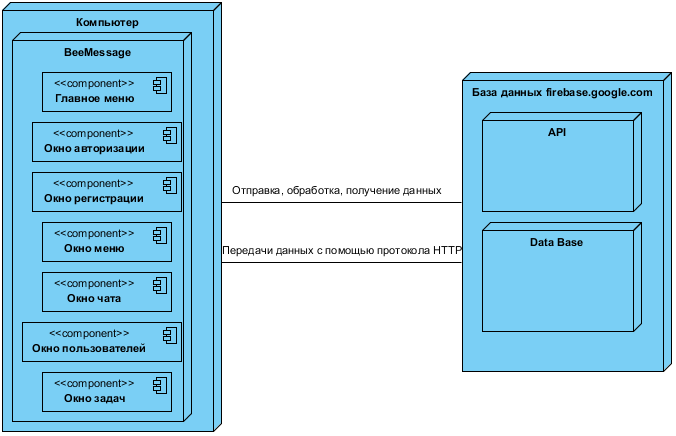 Компьютер
BeeMessage
<<component>>
Главное меню
<<component>>
Окно авторизации
<<component>>
Окно регистрации
<<component>>
Окно меню
<<component>>
Окно чата
<<component>>
Окно пользователей
<<component>>
Окно задач
Отправка, обработка, получение данных
Передачи данных с помощью протокола HTTP
База данных firebase.google.com
API
Data Base